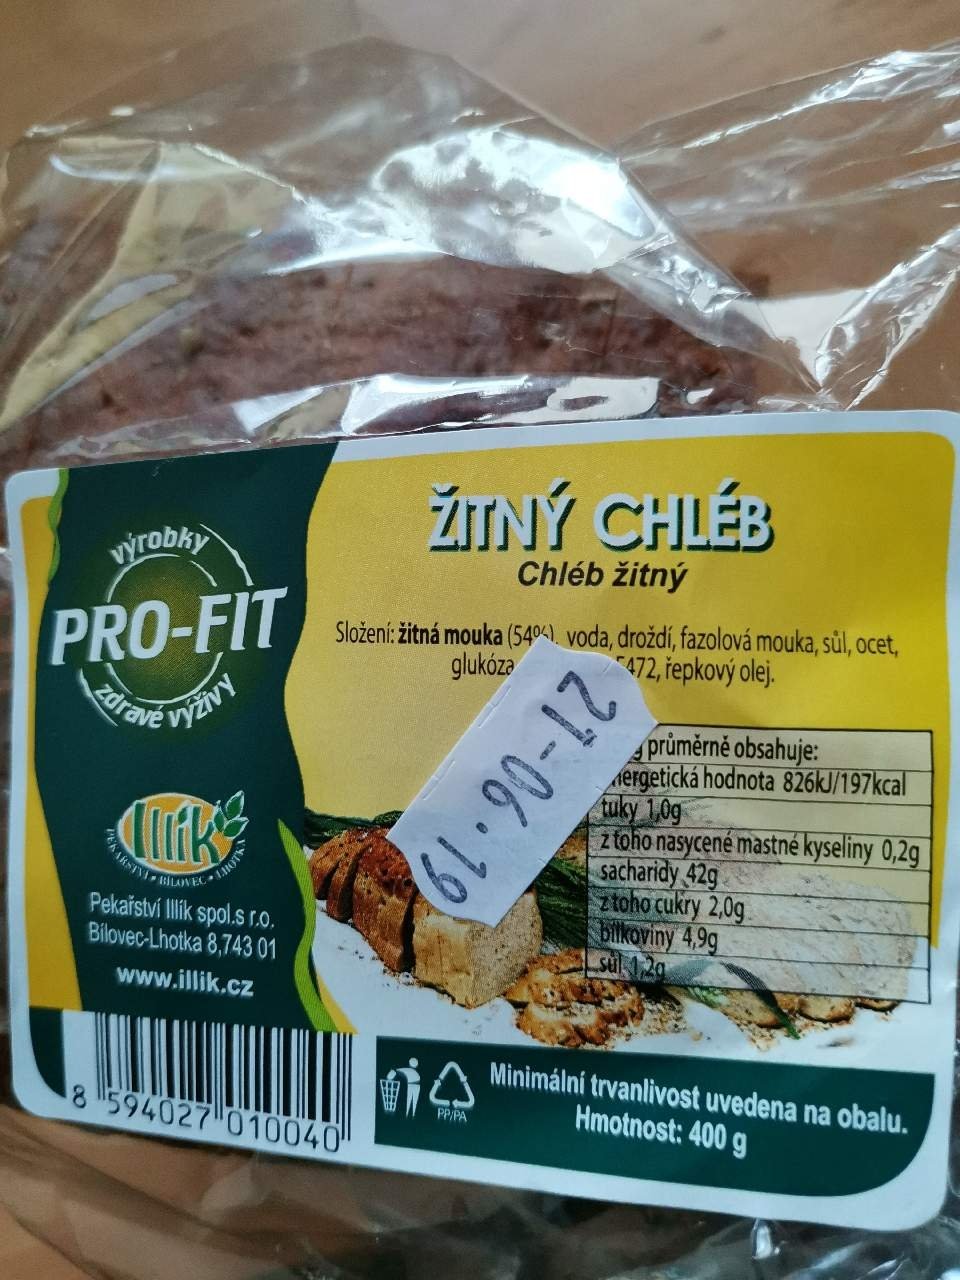 výrobky
PRO-FIT
zdravé výživy
Illík
PEKAŘSTVÍ • BÍLOVEC • LHOTKA
Pekařství Illík spol.s r.o.
Bílovec-Lhotka 8,743 01
www.illik.cz
8 594027 010040
ŽITNÝ CHLÉB
Chléb žitný
Složení: žitná mouka (54%), voda, droždí, fazolová mouka, sůl, ocet,
glukóza E472, řepkový olej.
21-06.19
g průměrně obsahuje:
energetická hodnota 826kJ/197kcal
tuky 1,0g
z toho nasycené mastné kyseliny 0,2g
sacharidy 42g
z toho cukry 2,0g
bílkoviny 4,9g
sůl 1,2g
PP/PA
Minimální trvanlivost uvedena na obalu.
Hmotnost: 400 g